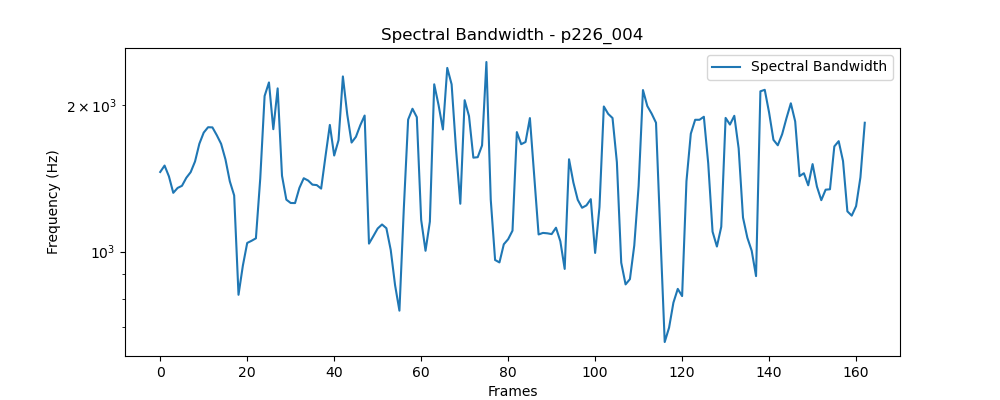 Spectral Bandwidth - p226_004
Spectral Bandwidth
2 × 10³
10³
Frequency (Hz)
0 20 40 60 80 100 120 140 160
Frames